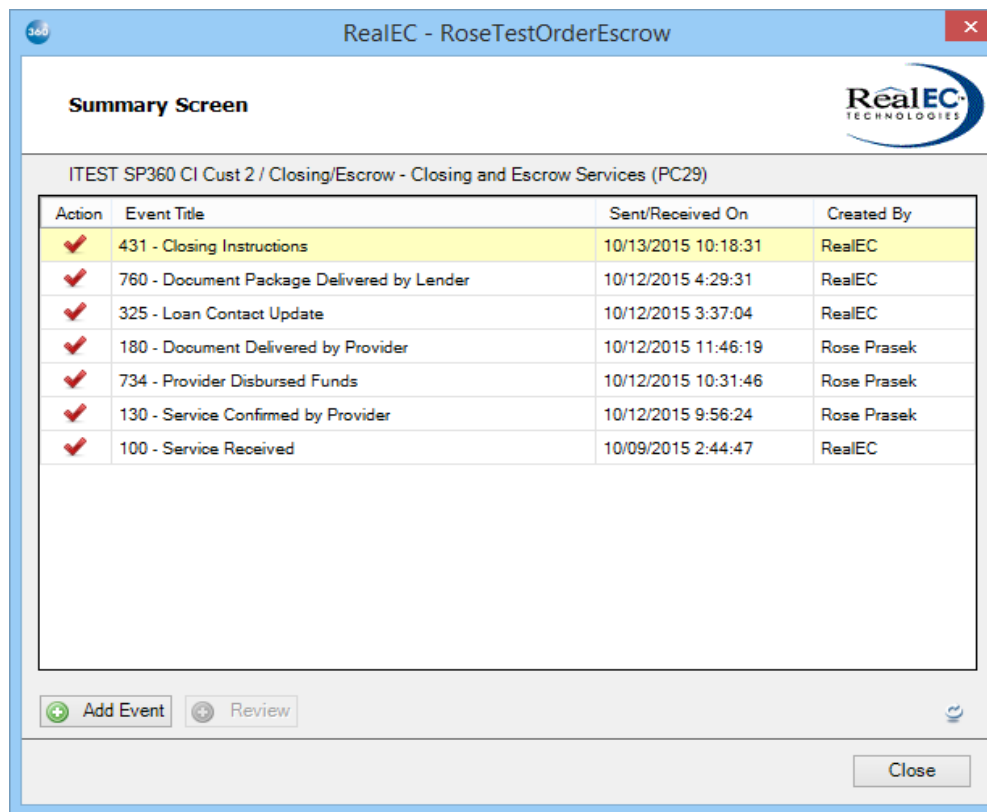 360
RealEC - RoseTestOrderEscrow
Summary Screen
RealEC
TECHNOLOGIES
ITEST SP360 CI Cust 2 / Closing/Escrow - Closing and Escrow Services (PC29)
Action Event Title Sent/Received On Created By
431 - Closing Instructions 10/13/2015 10:18:31 RealEC
760 - Document Package Delivered by Lender 10/12/2015 4:29:31 RealEC
325 - Loan Contact Update 10/12/2015 3:37:04 RealEC
180 - Document Delivered by Provider 10/12/2015 11:46:19 Rose Prasek
734 - Provider Disbursed Funds 10/12/2015 10:31:46 Rose Prasek
130 - Service Confirmed by Provider 10/12/2015 9:56:24 Rose Prasek
100 - Service Received 10/09/2015 2:44:47 RealEC
Add Event Review
Close